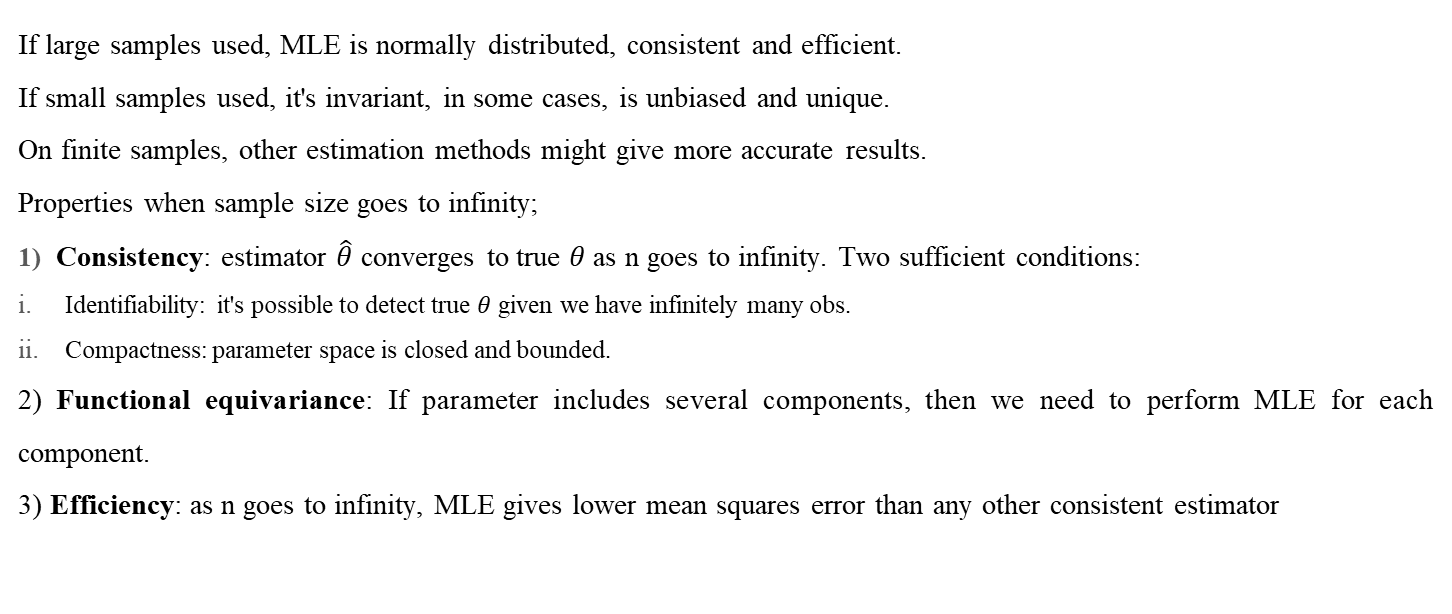 If large samples used, MLE is normally distributed, consistent and efficient.
If small samples used, it's invariant, in some cases, is unbiased and unique.
On finite samples, other estimation methods might give more accurate results.
Properties when sample size goes to infinity;
1) Consistency: estimator θ̂ converges to true θ as n goes to infinity. Two sufficient conditions:
i. Identifiability: it's possible to detect true θ given we have infinitely many obs.
ii. Compactness: parameter space is closed and bounded.
2) Functional equivariance: If parameter includes several components, then we need to perform MLE for each
component.
3) Efficiency: as n goes to infinity, MLE gives lower mean squares error than any other consistent estimator